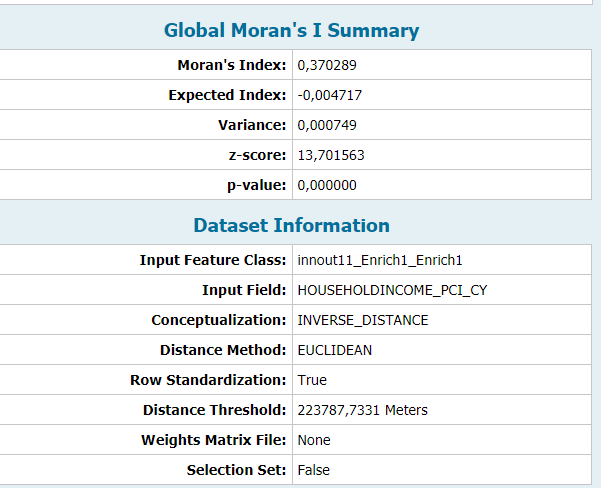 Global Moran's I Summary
Moran's Index: 0,370289
Expected Index: -0,004717
Variance: 0,000749
z-score: 13,701563
p-value: 0,000000
Dataset Information
Input Feature Class: innout11_Enrich1_Enrich1
Input Field: HOUSEHOLDINCOME_PCI_CY
Conceptualization: INVERSE_DISTANCE
Distance Method: EUCLIDEAN
Row Standardization: True
Distance Threshold: 223787,7331 Meters
Weights Matrix File: None
Selection Set: False